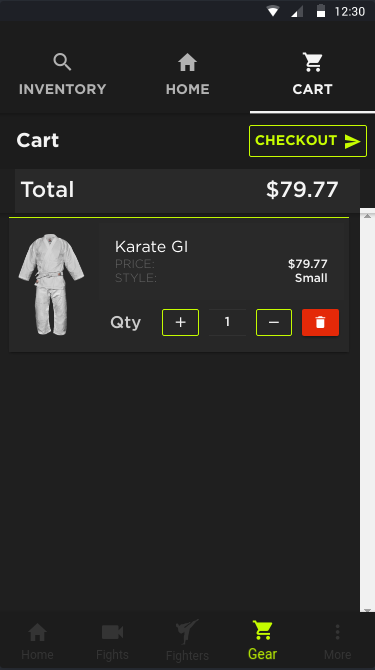 12:30
INVENTORY HOME CART
Cart CHECKOUT
Total $79.77
Karate GI
PRICE: $79.77
STYLE: Small
Qty + 1 −
Home Fights Fighters Gear More